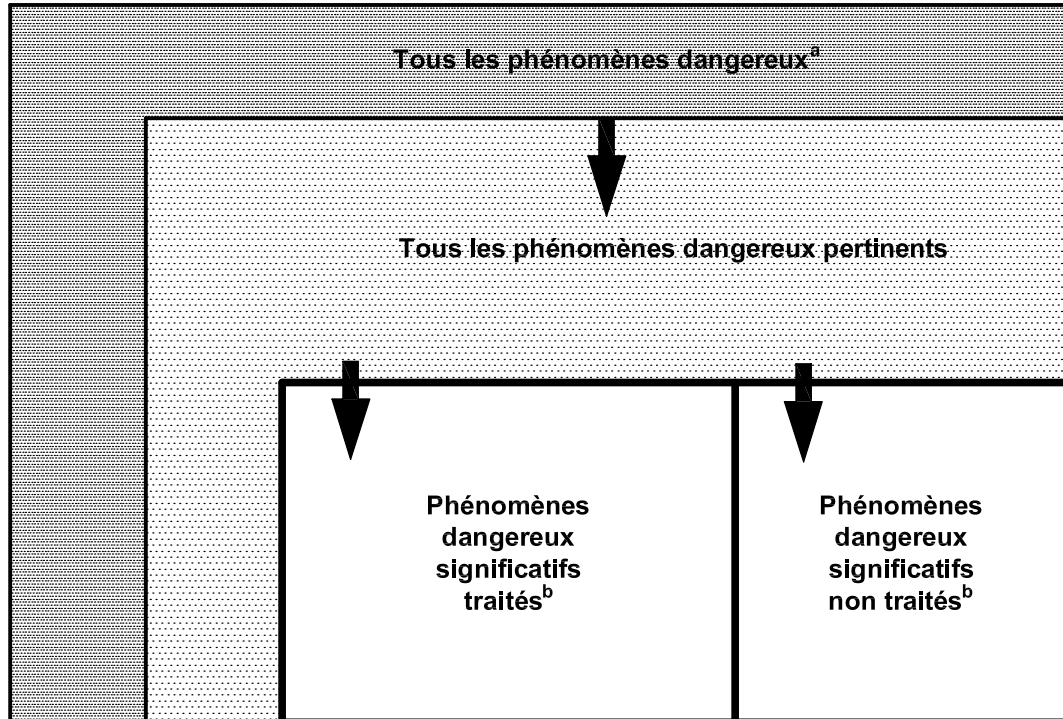 Tous les phénomènes dangereux^a
Tous les phénomènes dangereux pertinents
Phénomènes
dangereux
significatifs
traités^b
Phénomènes
dangereux
significatifs
non traités^b